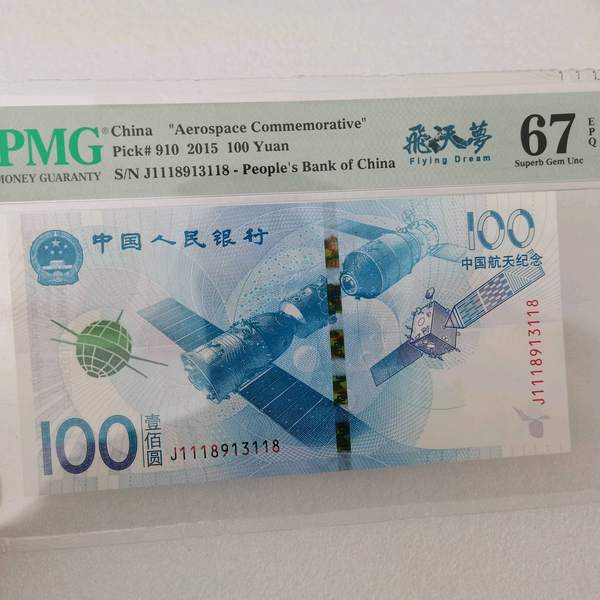 PMG
MONEY GUARANTY
China "Aerospace Commemorative"
Pick# 910 2015 100 Yuan
S/N J1118913118 - People's Bank of China
飛天夢
Flying Dream
67
EPQ
Superb Gem Unc
中国人民银行
100
中国航天纪念
J1118913118
100
壹佰圆
J1118913118